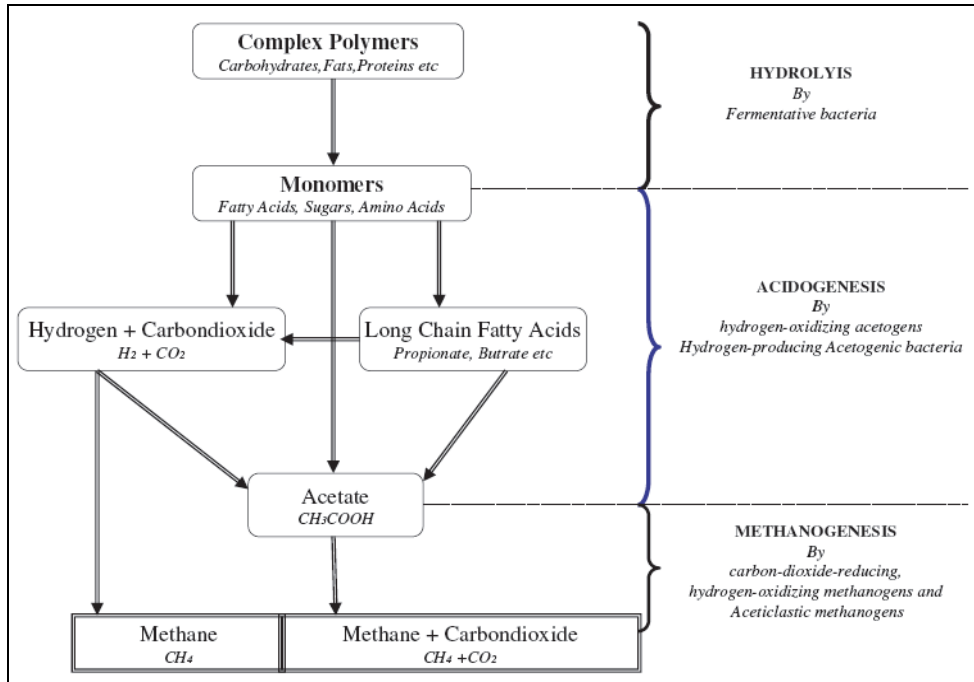 Complex Polymers
Carbohydrates,Fats,Proteins etc
HYDROLYIS
By
Fermentative bacteria
Monomers
Fatty Acids, Sugars, Amino Acids
Hydrogen + Carbondioxide
H₂ + CO₂
Long Chain Fatty Acids
Propionate, Butrate etc
ACIDOGENESIS
By
hydrogen-oxidizing acetogens
Hydrogen-producing Acetogenic bacteria
Acetate
CH₃COOH
METHANOGENESIS
By
carbon-dioxide-reducing,
hydrogen-oxidizing methanogens and
Aceticlastic methanogens
Methane
CH₄
Methane + Carbondioxide
CH₄ +CO₂